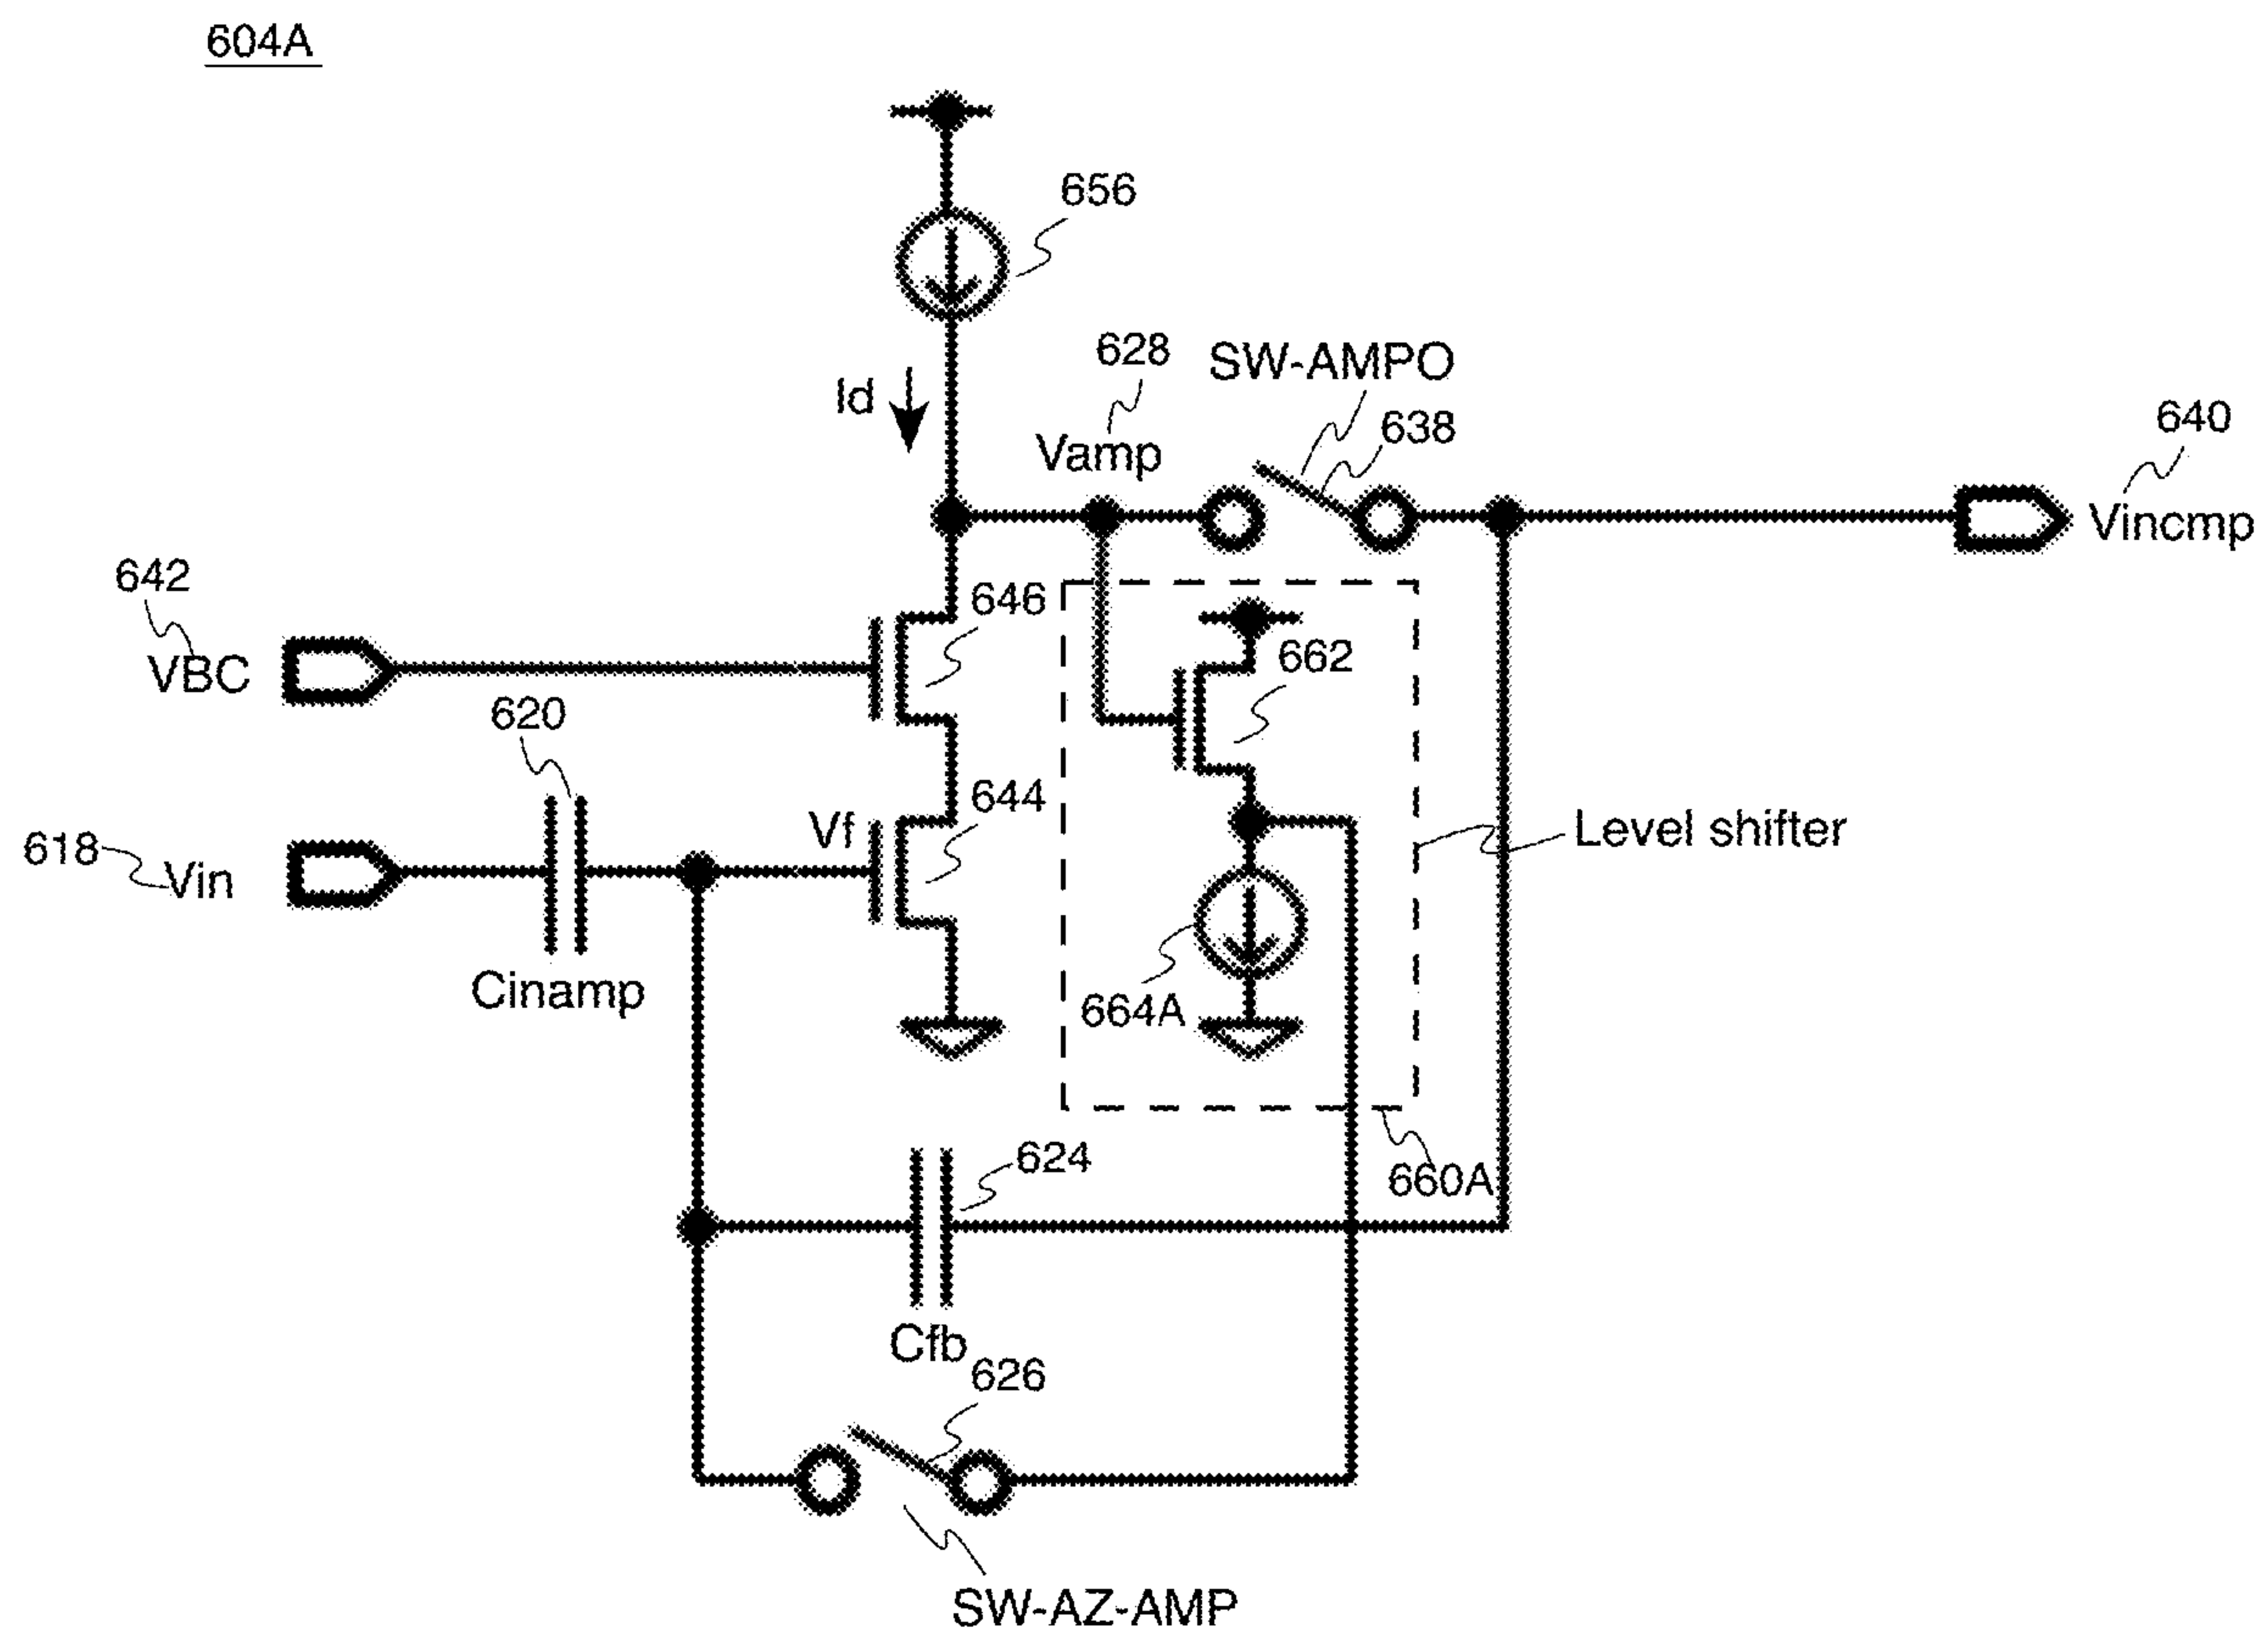 604A
656
Id
628
Vamp
SW-AMPO
638
640
Vincmp
642
VBC
646
662
620
644
Vf
618
Vin
Level shifter
Cinamp
664A
624
660A
Cfb
626
SW-AZ-AMP